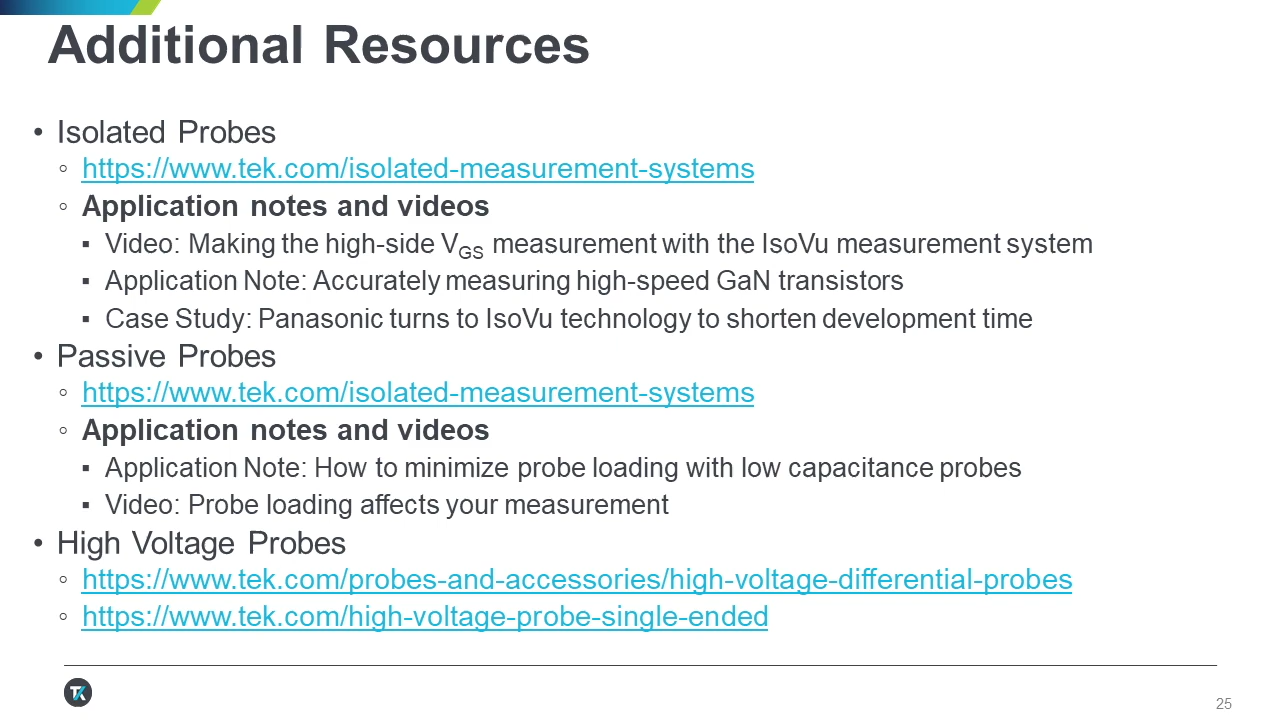 Additional Resources
• Isolated Probes
◦ https://www.tek.com/isolated-measurement-systems
◦ Application notes and videos
▪ Video: Making the high-side VGS measurement with the IsoVu measurement system
▪ Application Note: Accurately measuring high-speed GaN transistors
▪ Case Study: Panasonic turns to IsoVu technology to shorten development time
• Passive Probes
◦ https://www.tek.com/isolated-measurement-systems
◦ Application notes and videos
▪ Application Note: How to minimize probe loading with low capacitance probes
▪ Video: Probe loading affects your measurement
• High Voltage Probes
◦ https://www.tek.com/probes-and-accessories/high-voltage-differential-probes
◦ https://www.tek.com/high-voltage-probe-single-ended
TK
25